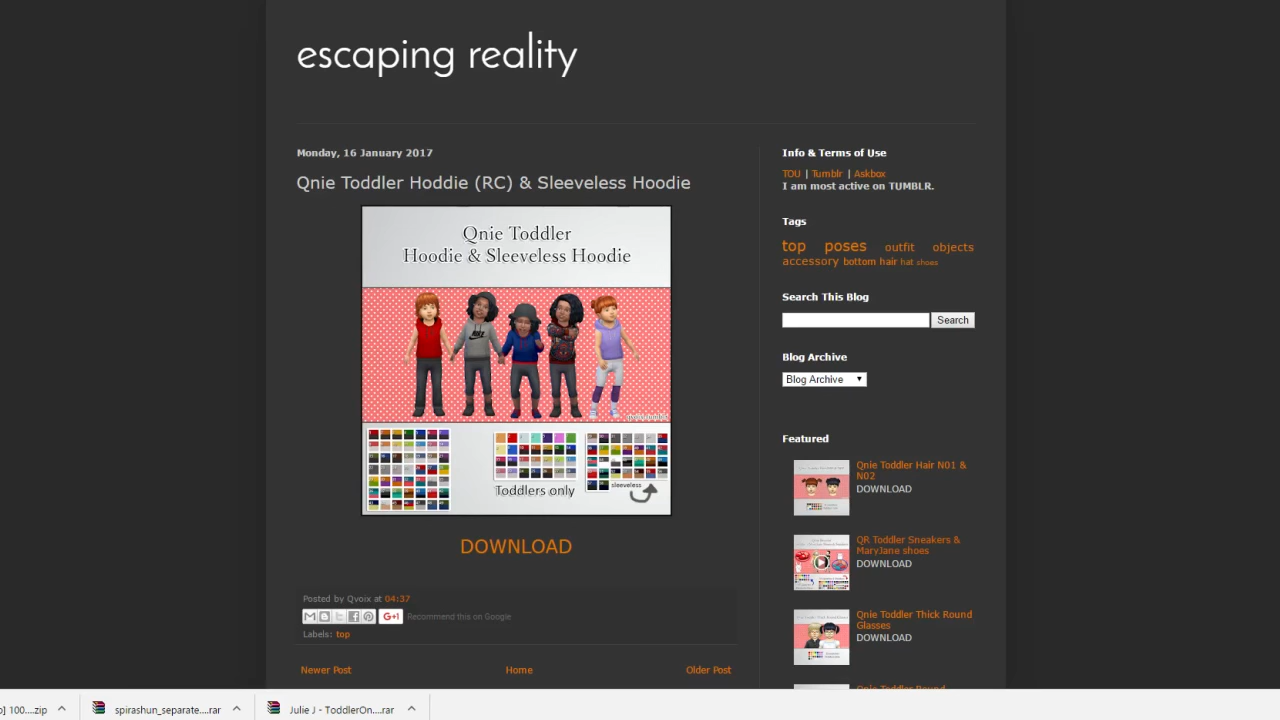 escaping reality
Monday, 16 January 2017
Qnie Toddler Hoddie (RC) & Sleeveless Hoodie
Qnie Toddler
Hoodie & Sleeveless Hoodie
Toddlers only
sleeveless
DOWNLOAD
Posted by Qvoix at 04:37
G+1 Recommend this on Google
Labels: top
Newer Post Home Older Post
Info & Terms of Use
TOU | Tumblr | Askbox
I am most active on TUMBLR.
Tags
top poses outfit objects
accessory bottom hair hat shoes
Search This Blog
Search
Blog Archive
Blog Archive
Featured
Qnie Toddler Hair N01 &
N02
DOWNLOAD
QR Toddler Sneakers &
MaryJane shoes
DOWNLOAD
Qnie Toddler Thick Round
Glasses
DOWNLOAD
Qnie Toddler Round
] 100....zip spirashun_separate....rar Julie J - ToddlerOn....rar